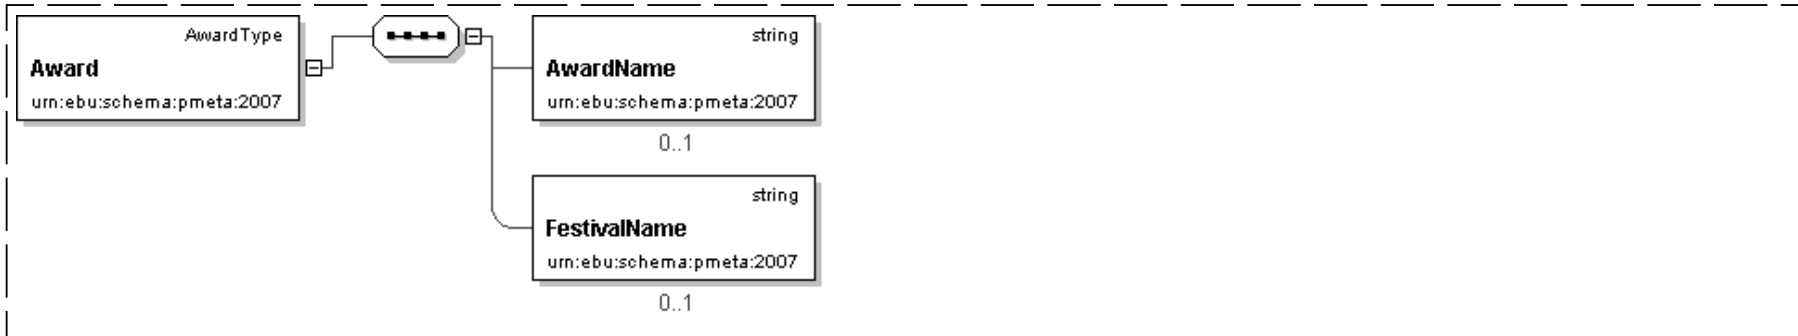 AwardType
Award
urn:ebu:schema:pmeta:2007
string
AwardName
urn:ebu:schema:pmeta:2007
0..1
string
FestivalName
urn:ebu:schema:pmeta:2007
0..1